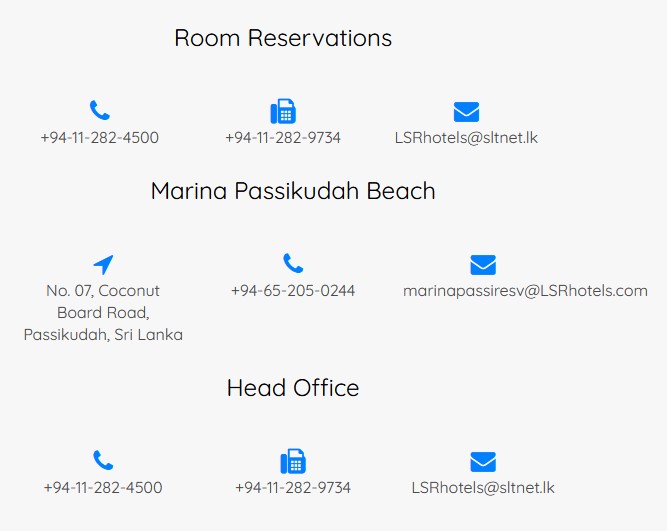 Room Reservations
+94-11-282-4500
+94-11-282-9734
LSRhotels@sltnet.lk
Marina Passikudah Beach
No. 07, Coconut
Board Road,
Passikudah, Sri Lanka
+94-65-205-0244
marinapassiresv@LSRhotels.com
Head Office
+94-11-282-4500
+94-11-282-9734
LSRhotels@sltnet.lk